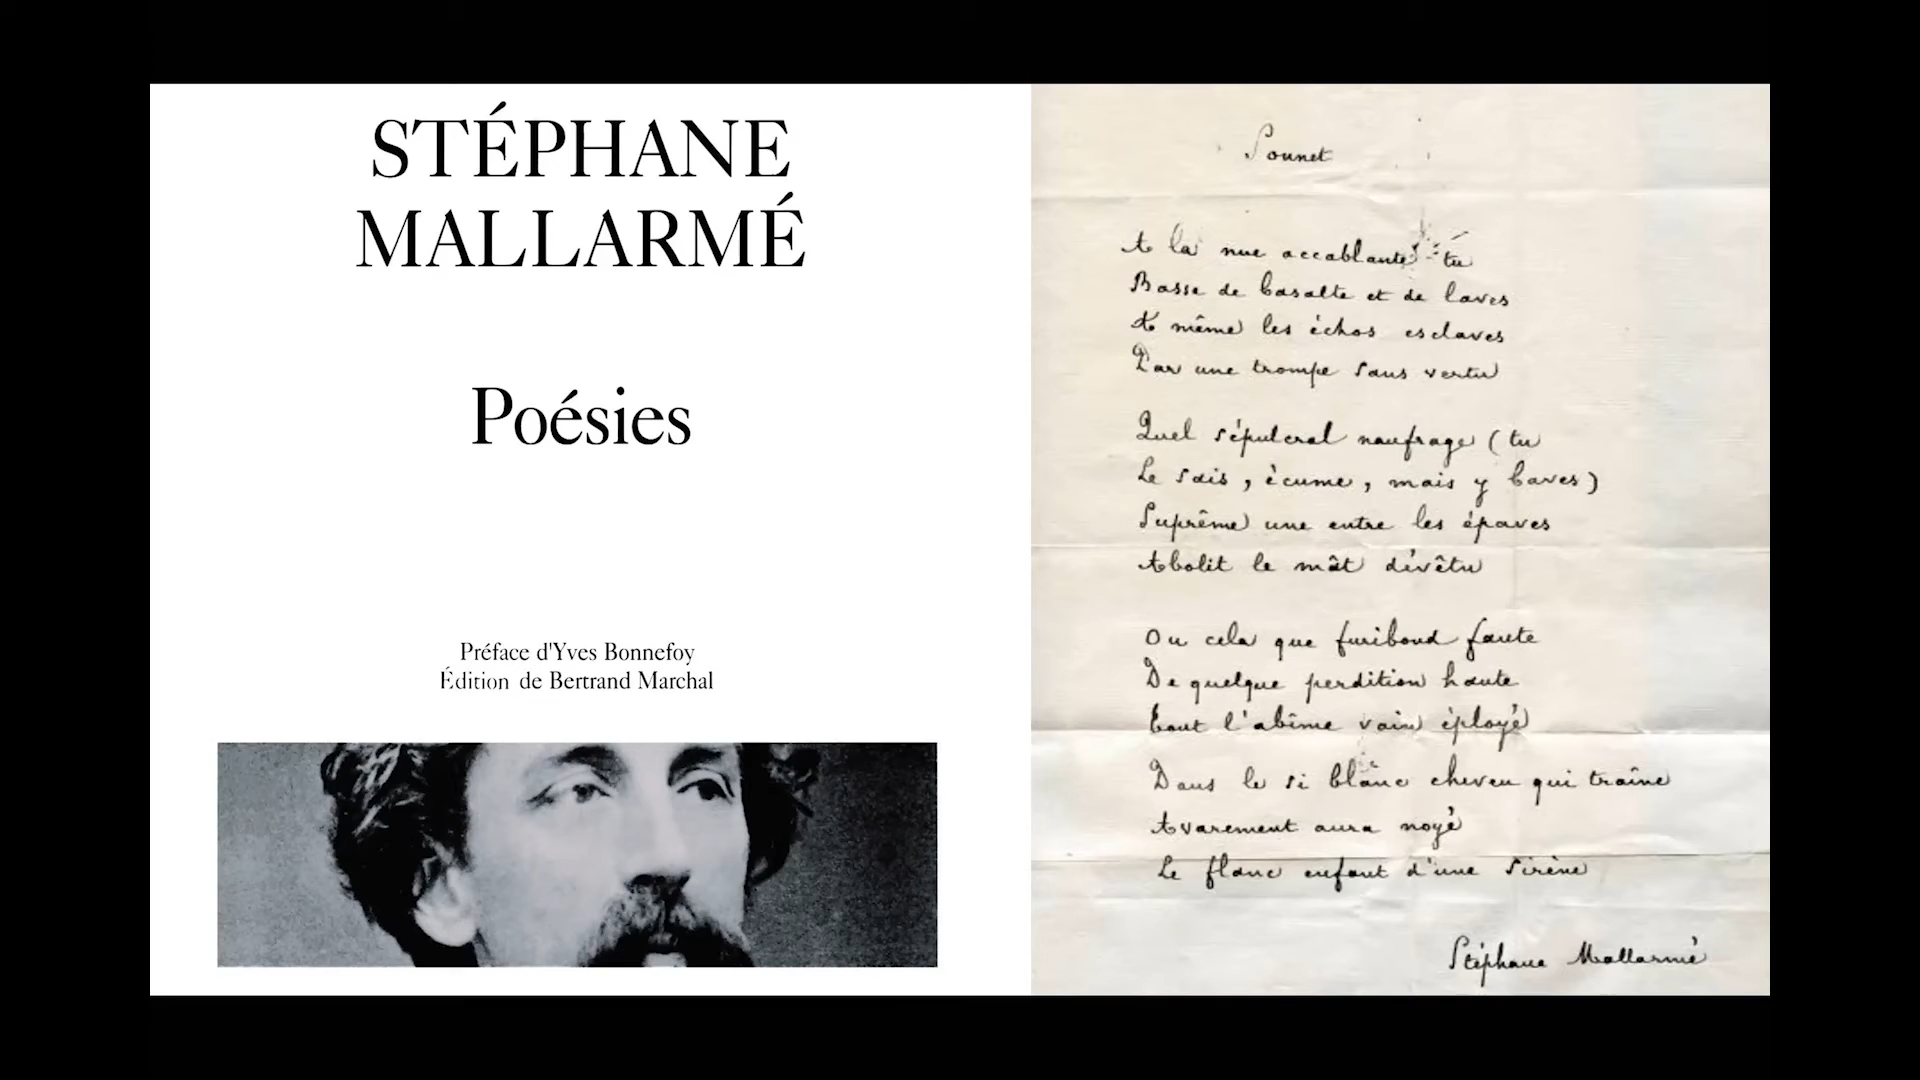 STÉPHANE
MALLARMÉ
Poésies
Préface d'Yves Bonnefoy
Édition de Bertrand Marchal
Sonnet
A la nue accablante tu
Basse de basalte et de laves
A même les échos esclaves
Par une trompe sans vertu
Quel sépulcral naufrage (tu
Le sais, écume, mais y baves)
Suprême une entre les épaves
Abolit le mât dévêtu
Ou cela que furibond faute
De quelque perdition haute
Tout l'abîme vain éployé
Dans le si blanc cheveu qui traîne
Avarement aura noyé
Le flanc enfant d'une sirène
Stéphane Mallarmé